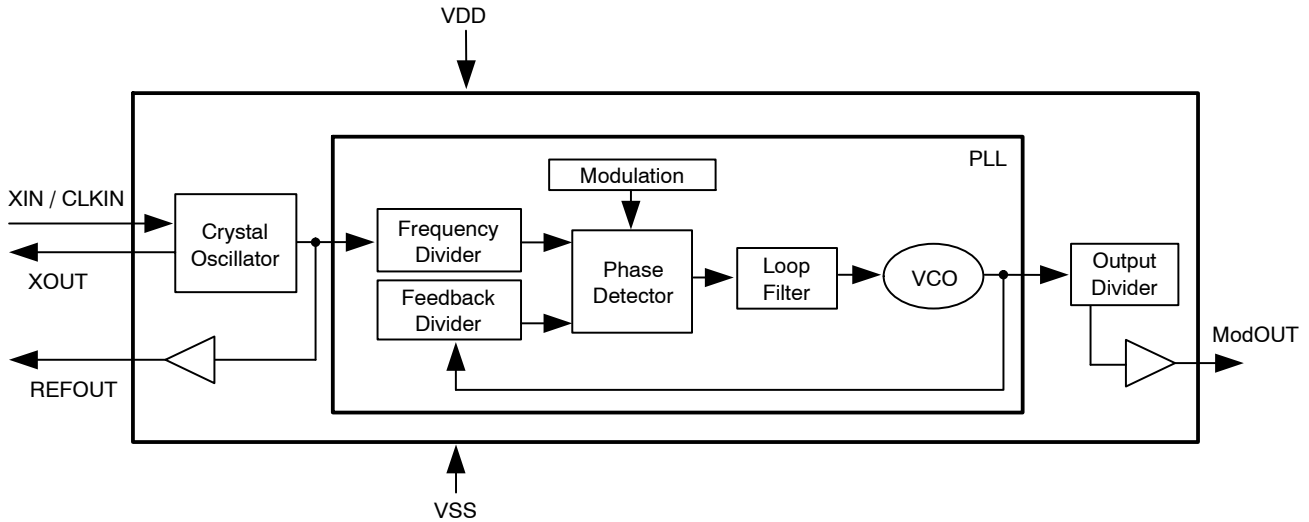 VDD
PLL
Modulation
XIN / CLKIN
Crystal
Oscillator
Frequency
Divider
Phase
Detector
Loop
Filter
VCO
Output
Divider
XOUT
Feedback
Divider
ModOUT
REFOUT
VSS